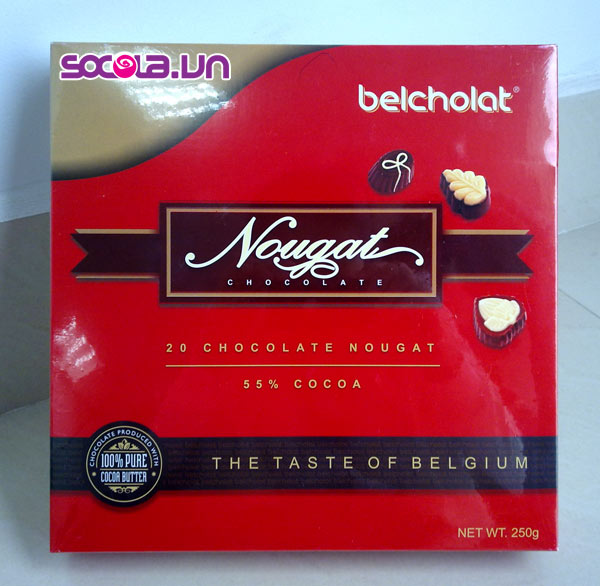 socola.vn
belcholat®
Nougat
CHOCOLATE
20 CHOCOLATE NOUGAT
55% COCOA
CHOCOLATE PRODUCED WITH
100% PURE
COCOA BUTTER
THE TASTE OF BELGIUM
NET WT. 250g